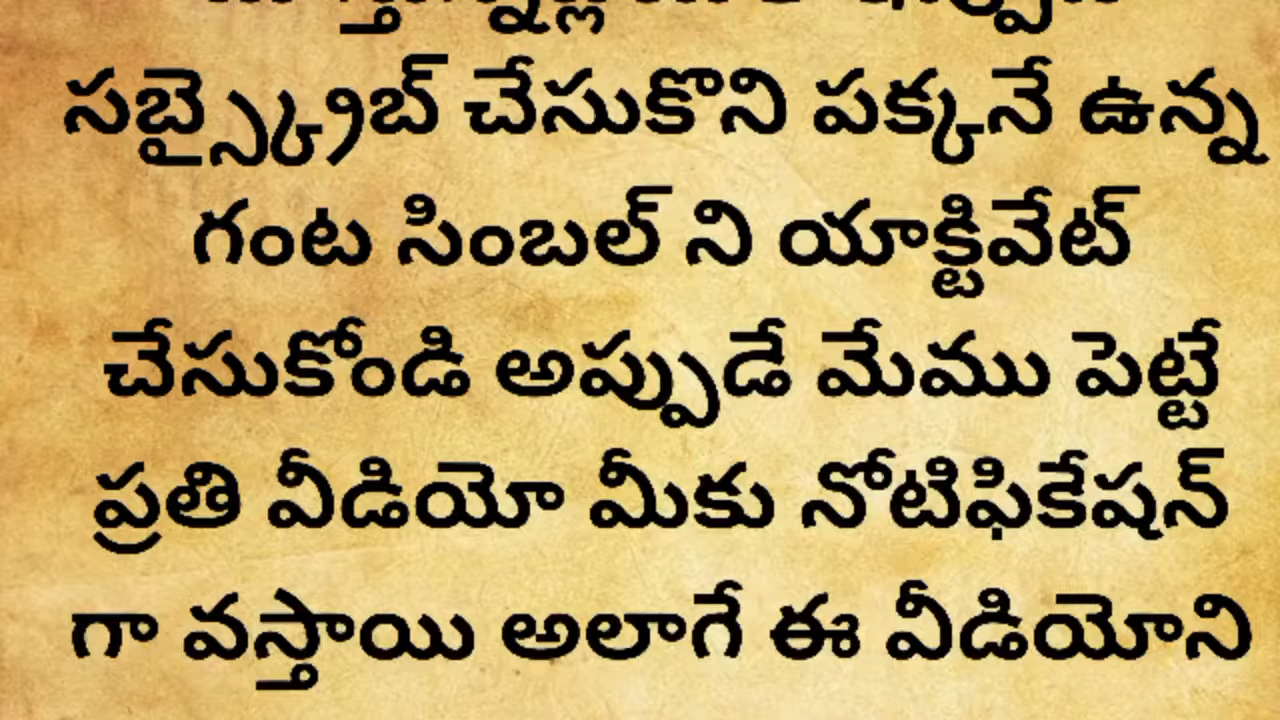 సబ్స్క్రైబ్ చేసుకొని పక్కనే ఉన్న
గంట సింబల్ ని యాక్టివేట్
చేసుకోండి అప్పుడే మేము పెట్టే
ప్రతి వీడియో మీకు నోటిఫికేషన్
గా వస్తాయి అలాగే ఈ వీడియోని